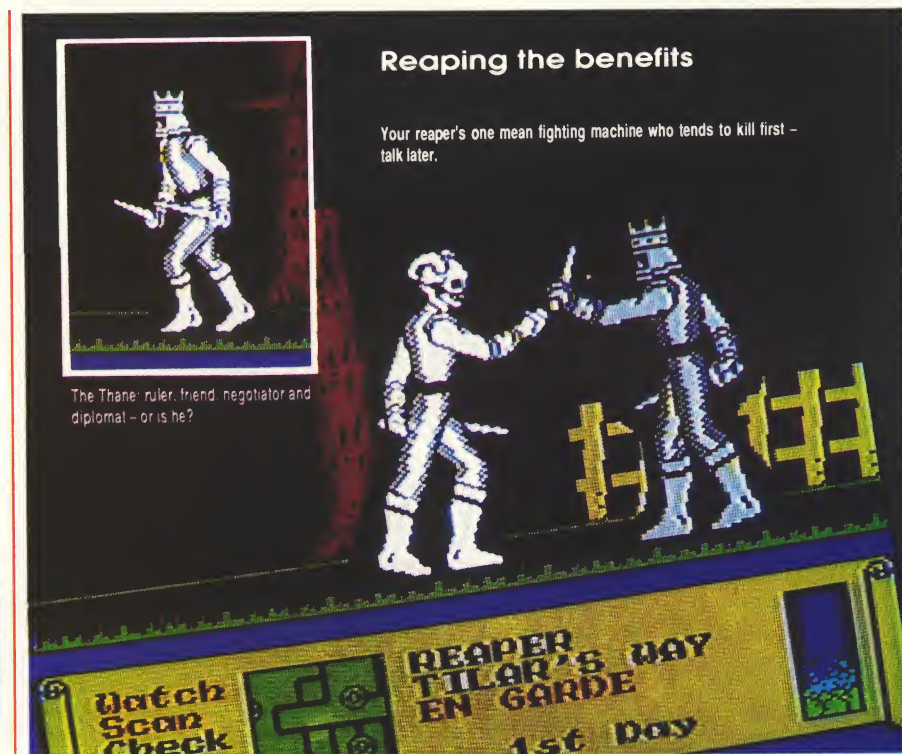 Reaping the benefits
Your reaper's one mean fighting machine who tends to kill first –
talk later.
The Thane: ruler, friend, negotiator and
diplomat – or is he?
Watch
Scan
Check
REAPER
TILAR'S WAY
EN GARDE
1st Day